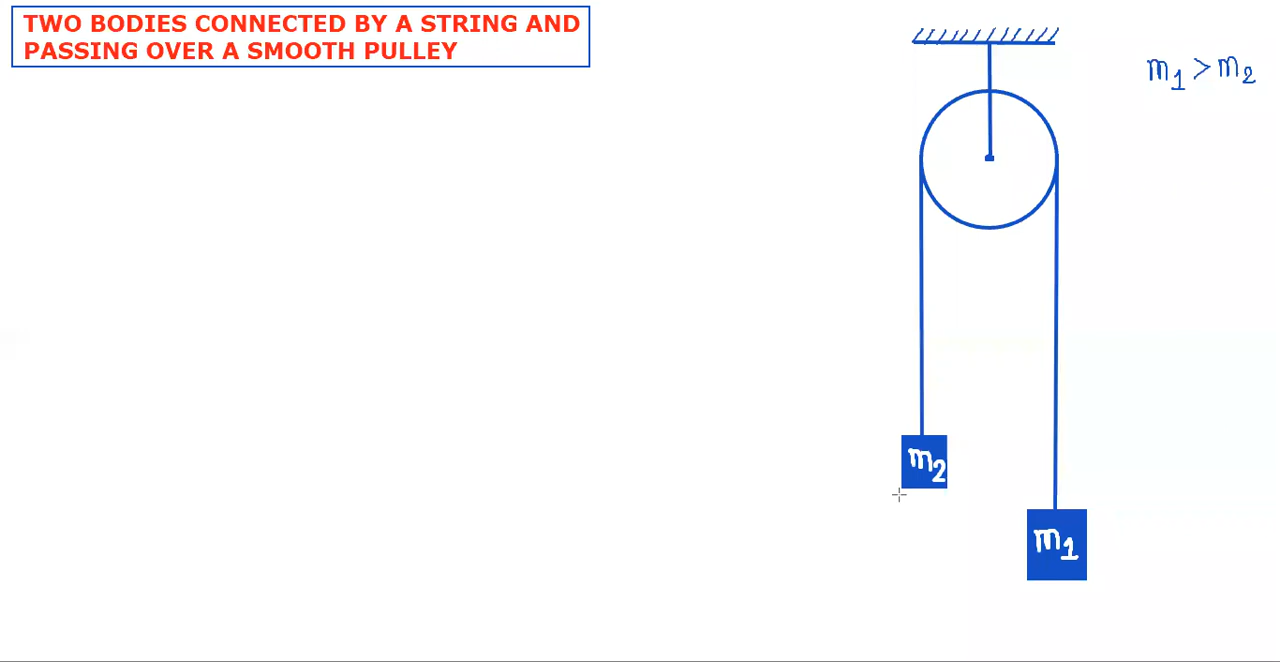 TWO BODIES CONNECTED BY A STRING AND
PASSING OVER A SMOOTH PULLEY
m₁ > m₂
m₂
m₁